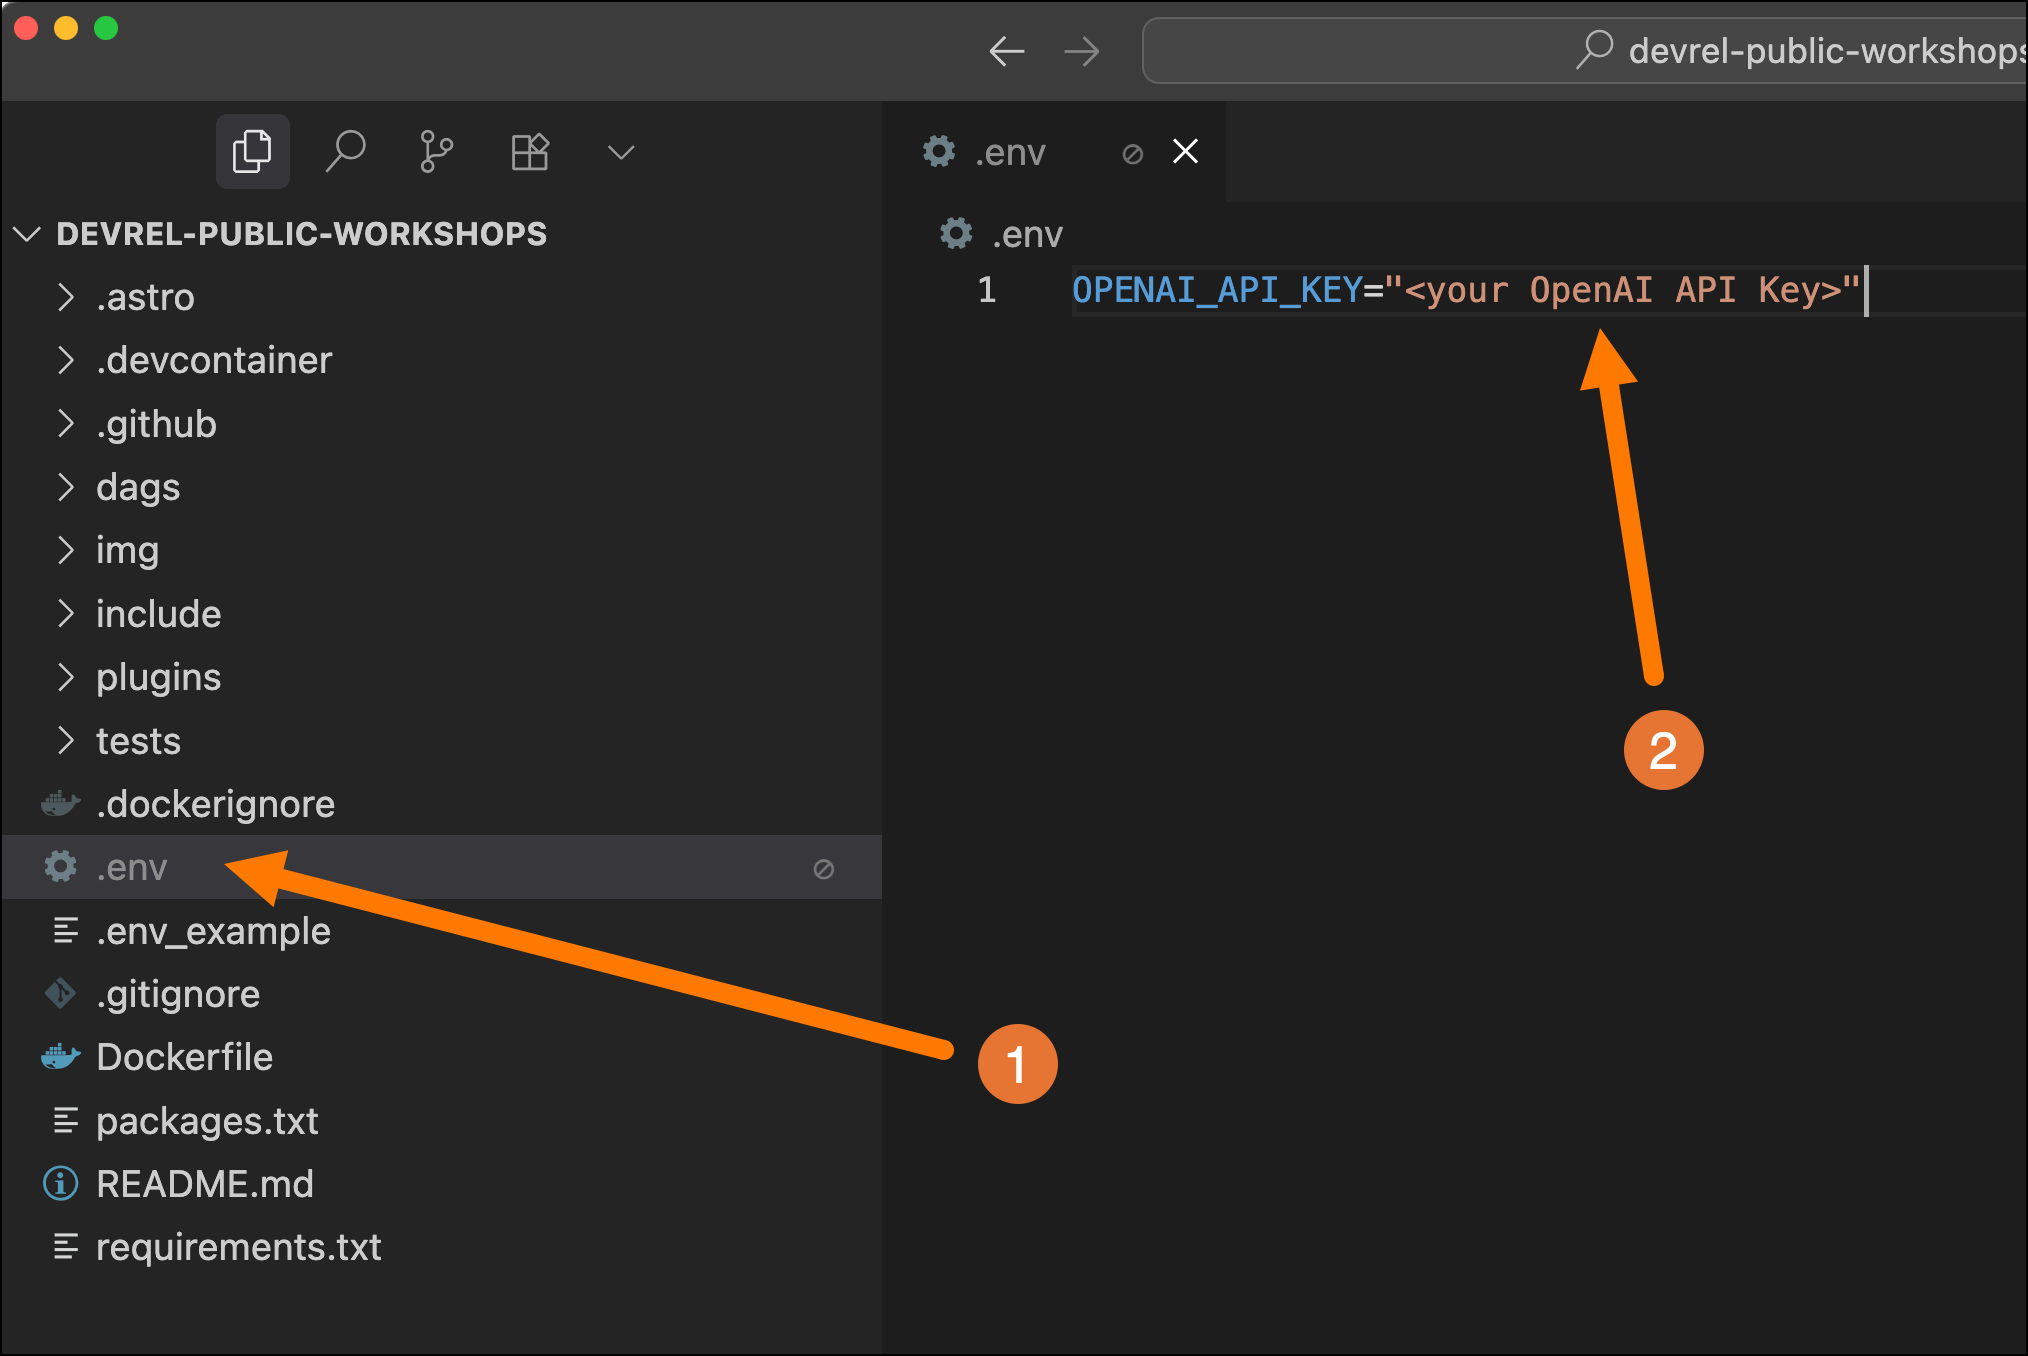 devrel-public-workshops
.env
DEVREL-PUBLIC-WORKSHOPS
.env
.astro
1 OPENAI_API_KEY="<your OpenAI API Key>"
.devcontainer
.github
dags
img
include
plugins
tests
2
.dockerignore
.env
.env_example
.gitignore
Dockerfile
1
packages.txt
README.md
requirements.txt